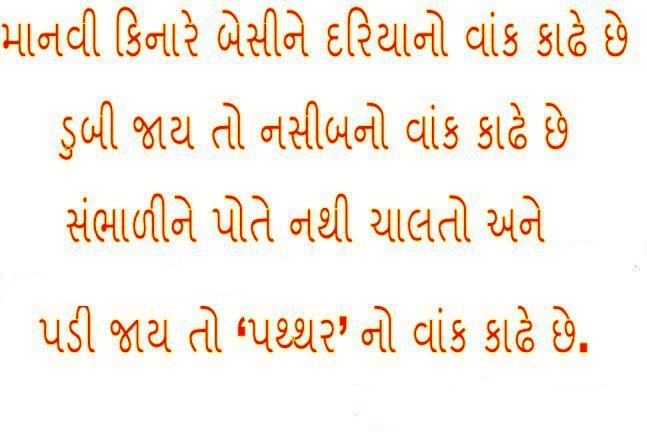 માનવી કિનારે બેસીને દરિયાનો વાંક કાઢે છે
ડુબી જાય તો નસીબનો વાંક કાઢે છે
સંભાળીને પોતે નથી ચાલતો અને
પડી જાય તો ‘પથ્થર’ નો વાંક કાઢે છે.